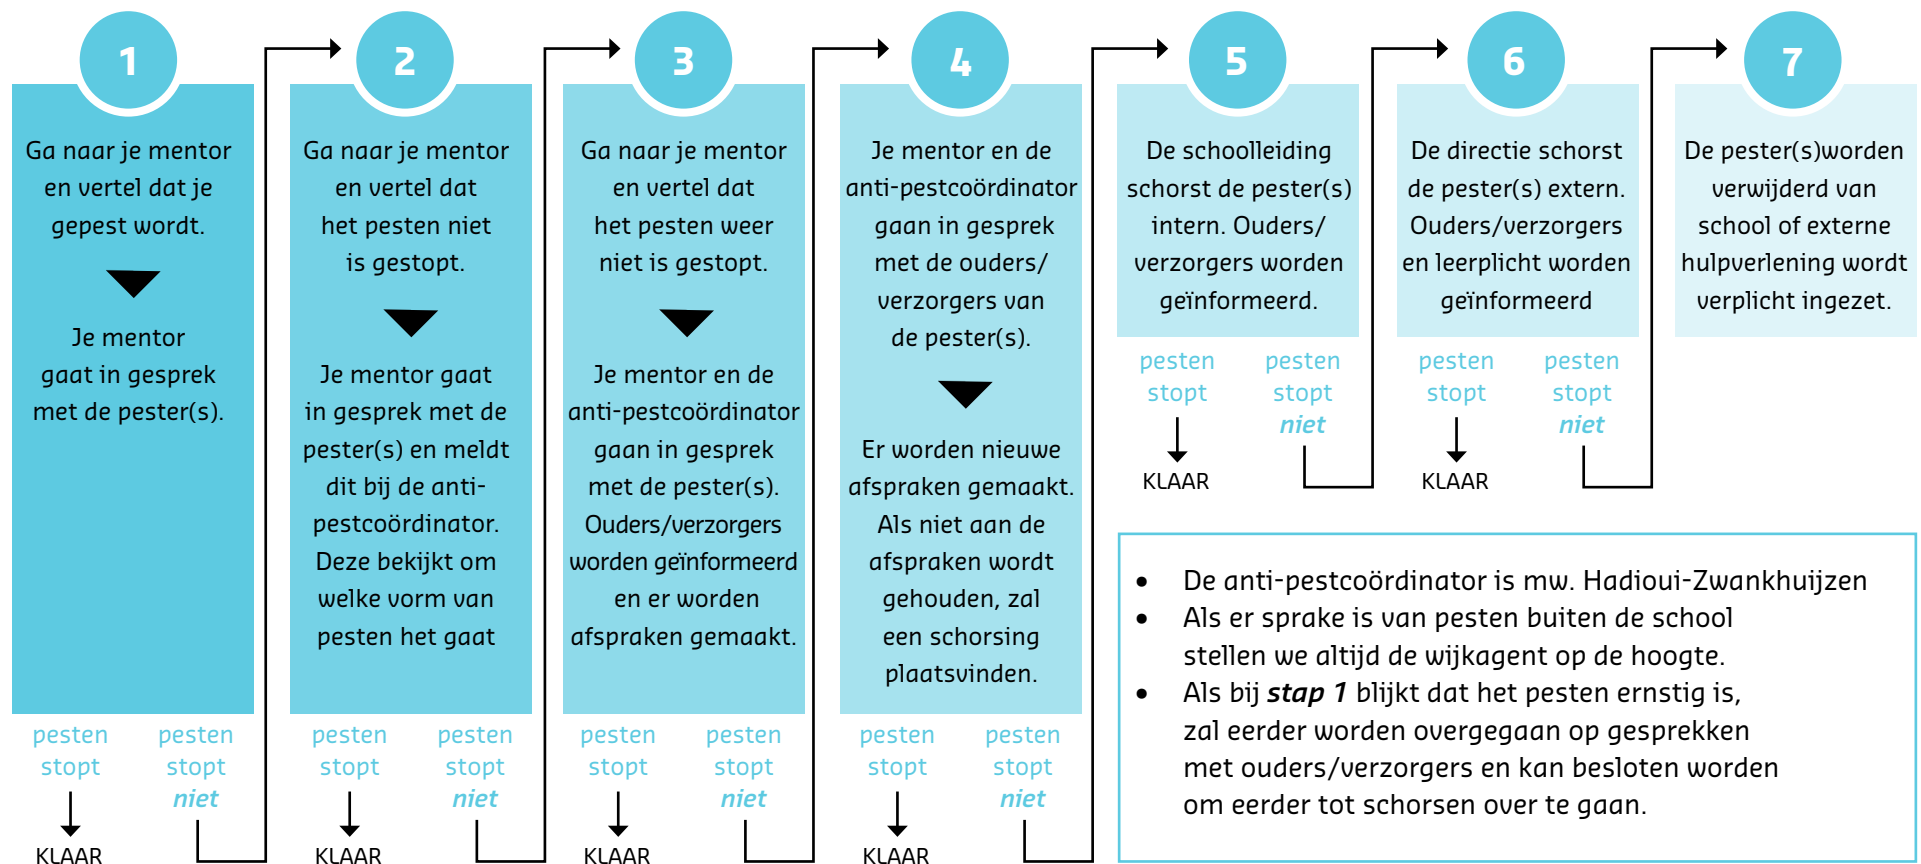 1
Ga naar je mentor
en vertel dat je
gepest wordt.
Je mentor
gaat in gesprek
met de pester(s).
pesten
stopt
KLAAR
pesten
stopt
niet
2
Ga naar je mentor
en vertel dat
het pesten niet
is gestopt.
Je mentor gaat
in gesprek met de
pester(s) en meldt
dit bij de anti-
pestcoördinator.
Deze bekijkt om
welke vorm van
pesten het gaat
pesten
stopt
KLAAR
pesten
stopt
niet
3
Ga naar je mentor
en vertel dat
het pesten weer
niet is gestopt.
Je mentor en de
anti-pestcoördinator
gaan in gesprek
met de pester(s).
Ouders/verzorgers
worden geïnformeerd
en er worden
afspraken gemaakt.
pesten
stopt
KLAAR
pesten
stopt
niet
4
Je mentor en de
anti-pestcoördinator
gaan in gesprek
met de ouders/
verzorgers van
de pester(s).
Er worden nieuwe
afspraken gemaakt.
Als niet aan de
afspraken wordt
gehouden, zal
een schorsing
plaatsvinden.
pesten
stopt
KLAAR
pesten
stopt
niet
5
De schoolleiding
schorst de pester(s)
intern. Ouders/
verzorgers worden
geïnformeerd.
pesten
stopt
KLAAR
pesten
stopt
niet
6
De directie schorst
de pester(s) extern.
Ouders/verzorgers
en leerplicht worden
geïnformeerd
pesten
stopt
KLAAR
pesten
stopt
niet
7
De pester(s)worden
verwijderd van
school of externe
hulpverlening wordt
verplicht ingezet.
• De anti-pestcoördinator is mw. Hadioui-Zwankhuijzen
• Als er sprake is van pesten buiten de school
stellen we altijd de wijkagent op de hoogte.
• Als bij stap 1 blijkt dat het pesten ernstig is,
zal eerder worden overgegaan op gesprekken
met ouders/verzorgers en kan besloten worden
om eerder tot schorsen over te gaan.